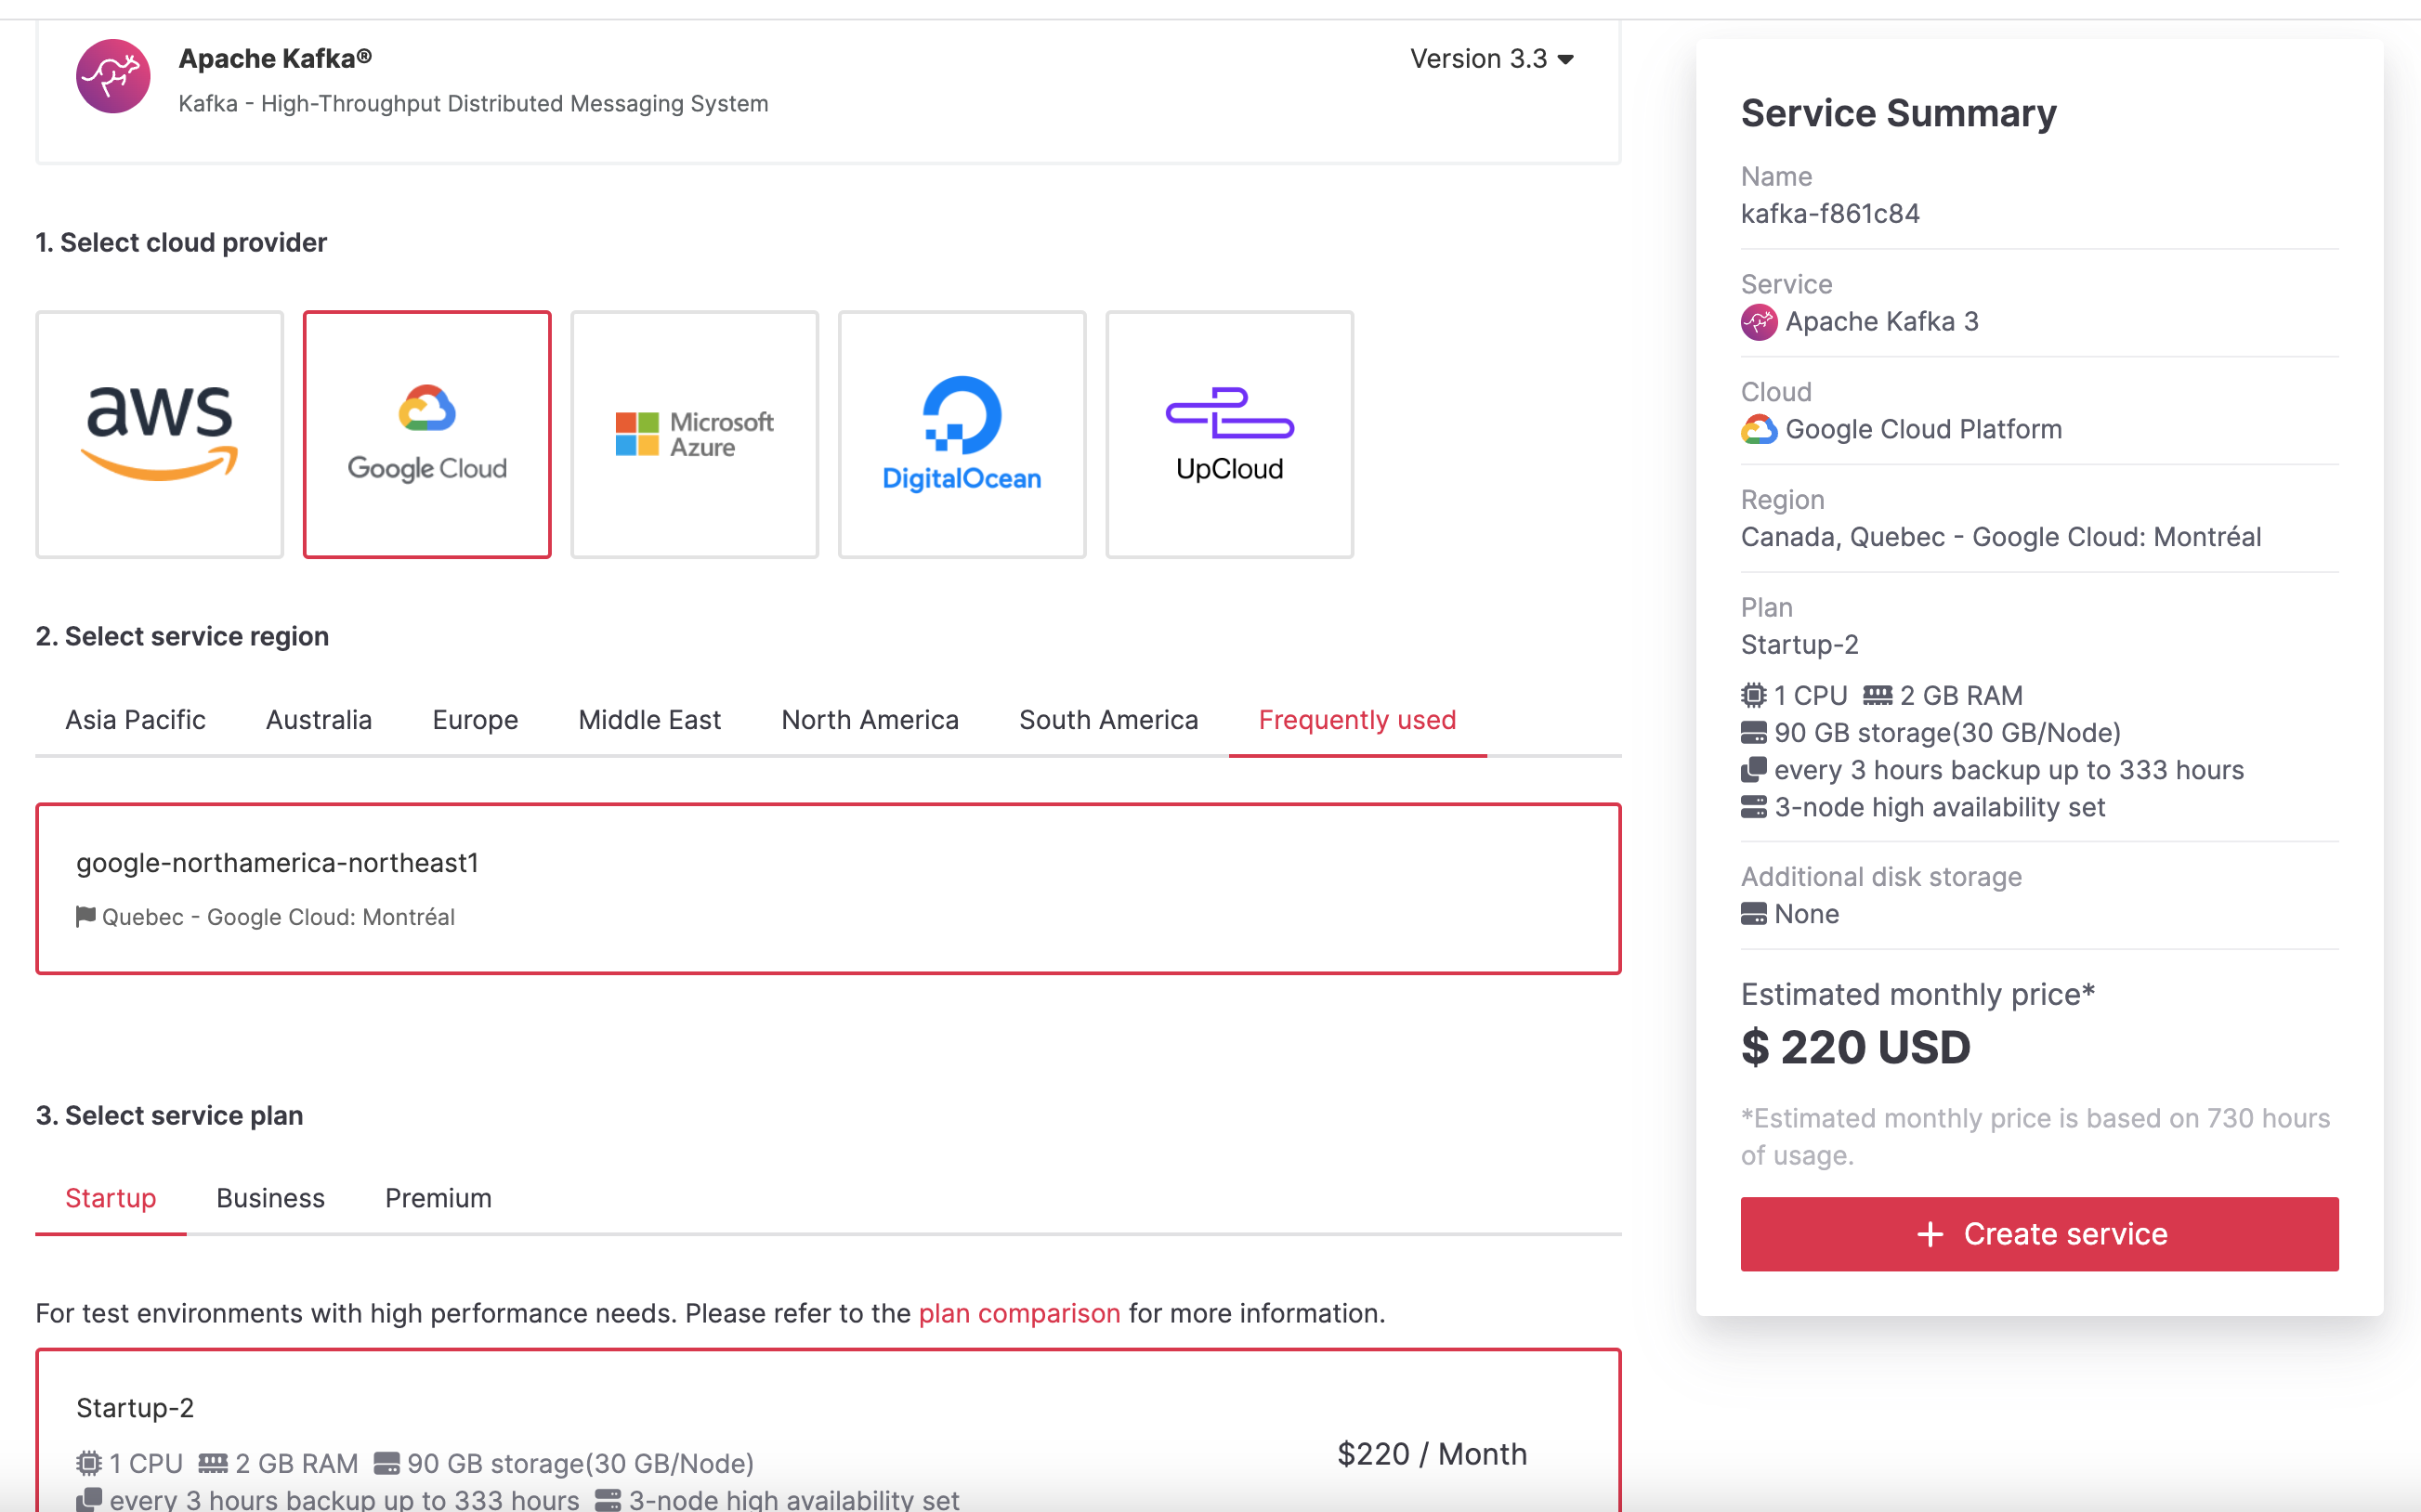 Apache Kafka®
Version 3.3
Kafka - High-Throughput Distributed Messaging System
1. Select cloud provider
aws
Google Cloud
Microsoft
Azure
DigitalOcean
UpCloud
2. Select service region
Asia Pacific
Australia
Europe
Middle East
North America
South America
Frequently used
google-northamerica-northeast1
Quebec - Google Cloud: Montréal
3. Select service plan
Startup
Business
Premium
For test environments with high performance needs. Please refer to the plan comparison for more information.
Startup-2
1 CPU 2 GB RAM 90 GB storage(30 GB/Node)
every 3 hours backup up to 333 hours 3-node high availability set
$220 / Month
Service Summary
Name
kafka-f861c84
Service
Apache Kafka 3
Cloud
Google Cloud Platform
Region
Canada, Quebec - Google Cloud: Montréal
Plan
Startup-2
1 CPU 2 GB RAM
90 GB storage(30 GB/Node)
every 3 hours backup up to 333 hours
3-node high availability set
Additional disk storage
None
Estimated monthly price*
$ 220 USD
*Estimated monthly price is based on 730 hours
of usage.
+ Create service